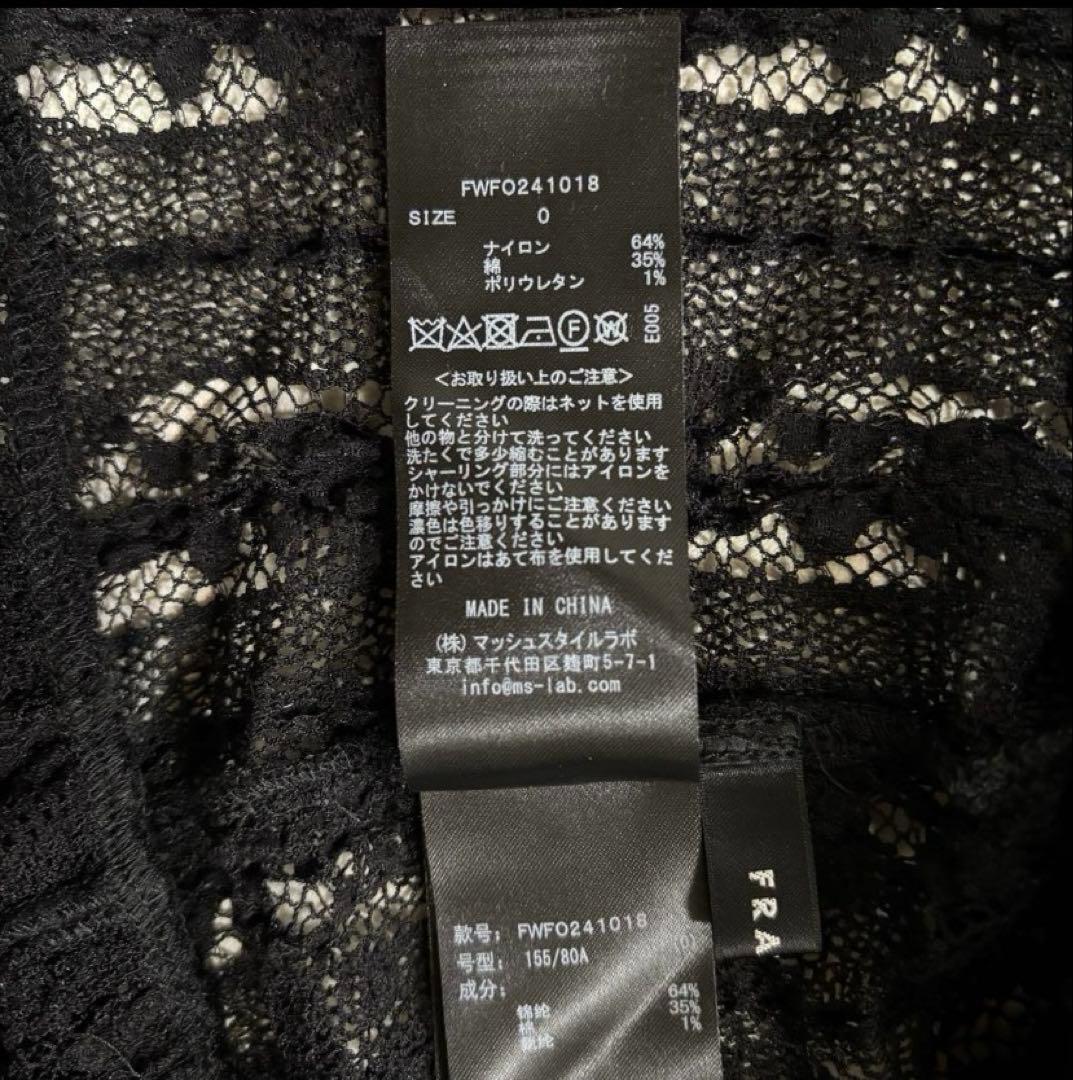 FWFO241018
SIZE 0
ナイロン 64%
綿 35%
ポリウレタン 1%
F W E005
<お取り扱い上のご注意>
クリーニングの際はネットを使用
してください
他の物と分けて洗ってください
洗たくで多少縮むことがあります
シャーリング部分にはアイロンを
かけないでください
摩擦や引っかけにご注意ください
濃色は色移りすることがあります
のでご注意ください
アイロンはあて布を使用してくだ
さい
MADE IN CHINA
(株)マッシュスタイルラボ
東京都千代田区麹町5-7-1
info@ms-lab.com
FRA
款号: FWFO241018
号型: 155/80A (0)
成分:
锦纶 64%
棉 35%
氨纶 1%